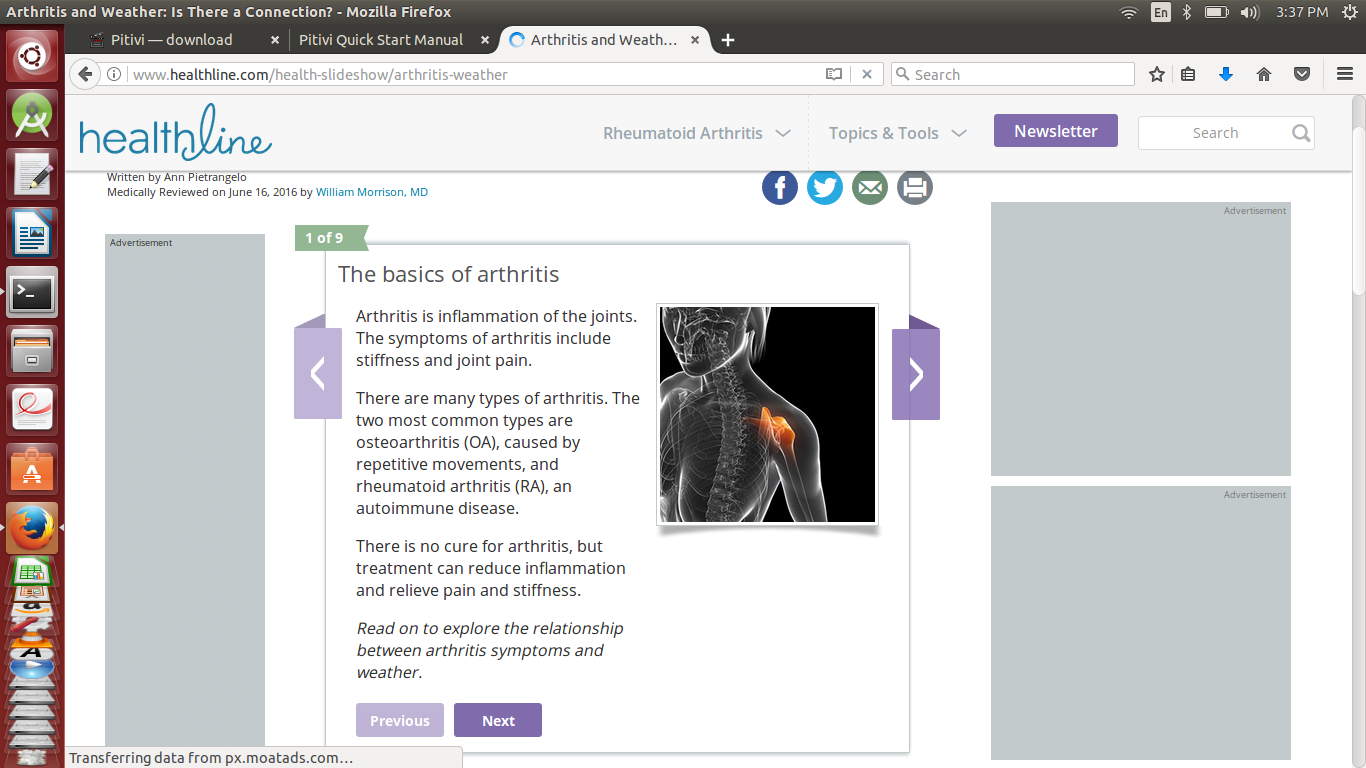 Arthritis and Weather: Is There a Connection? - Mozilla Firefox
En
3:37 PM
Pitivi — download
Pitivi Quick Start Manual
Arthritis and Weath...
www.healthline.com/health-slideshow/arthritis-weather
Search
healthline
Rheumatoid Arthritis
Topics & Tools
Newsletter
Search
Written by Ann Pietrangelo
Medically Reviewed on June 16, 2016 by William Morrison, MD
Advertisement
Advertisement
1 of 9
The basics of arthritis
Arthritis is inflammation of the joints.
The symptoms of arthritis include
stiffness and joint pain.
There are many types of arthritis. The
two most common types are
osteoarthritis (OA), caused by
repetitive movements, and
rheumatoid arthritis (RA), an
autoimmune disease.
There is no cure for arthritis, but
treatment can reduce inflammation
and relieve pain and stiffness.
Read on to explore the relationship
between arthritis symptoms and
weather.
Previous
Next
Advertisement
Transferring data from px.moatads.com...